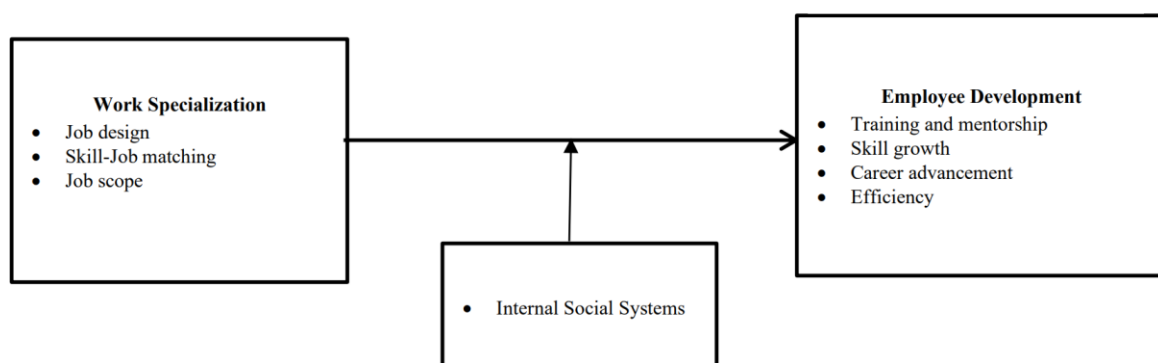 Work Specialization
• Job design
• Skill-Job matching
• Job scope
Employee Development
• Training and mentorship
• Skill growth
• Career advancement
• Efficiency
• Internal Social Systems